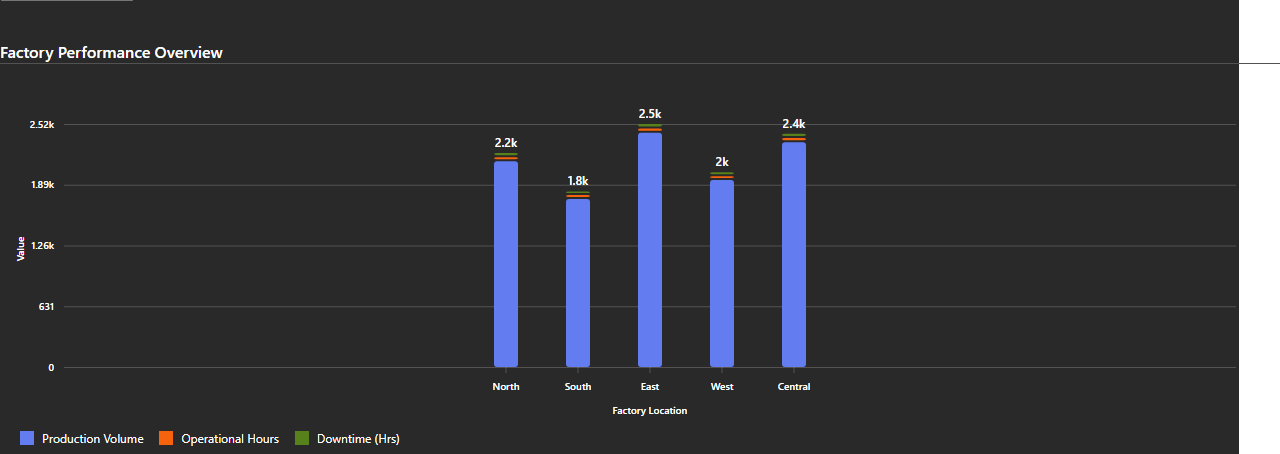 Factory Performance Overview
2.52k
1.89k
1.26k
631
0
Value
2.2k
1.8k
2.5k
2k
2.4k
North South East West Central
Factory Location
Production Volume Operational Hours Downtime (Hrs)